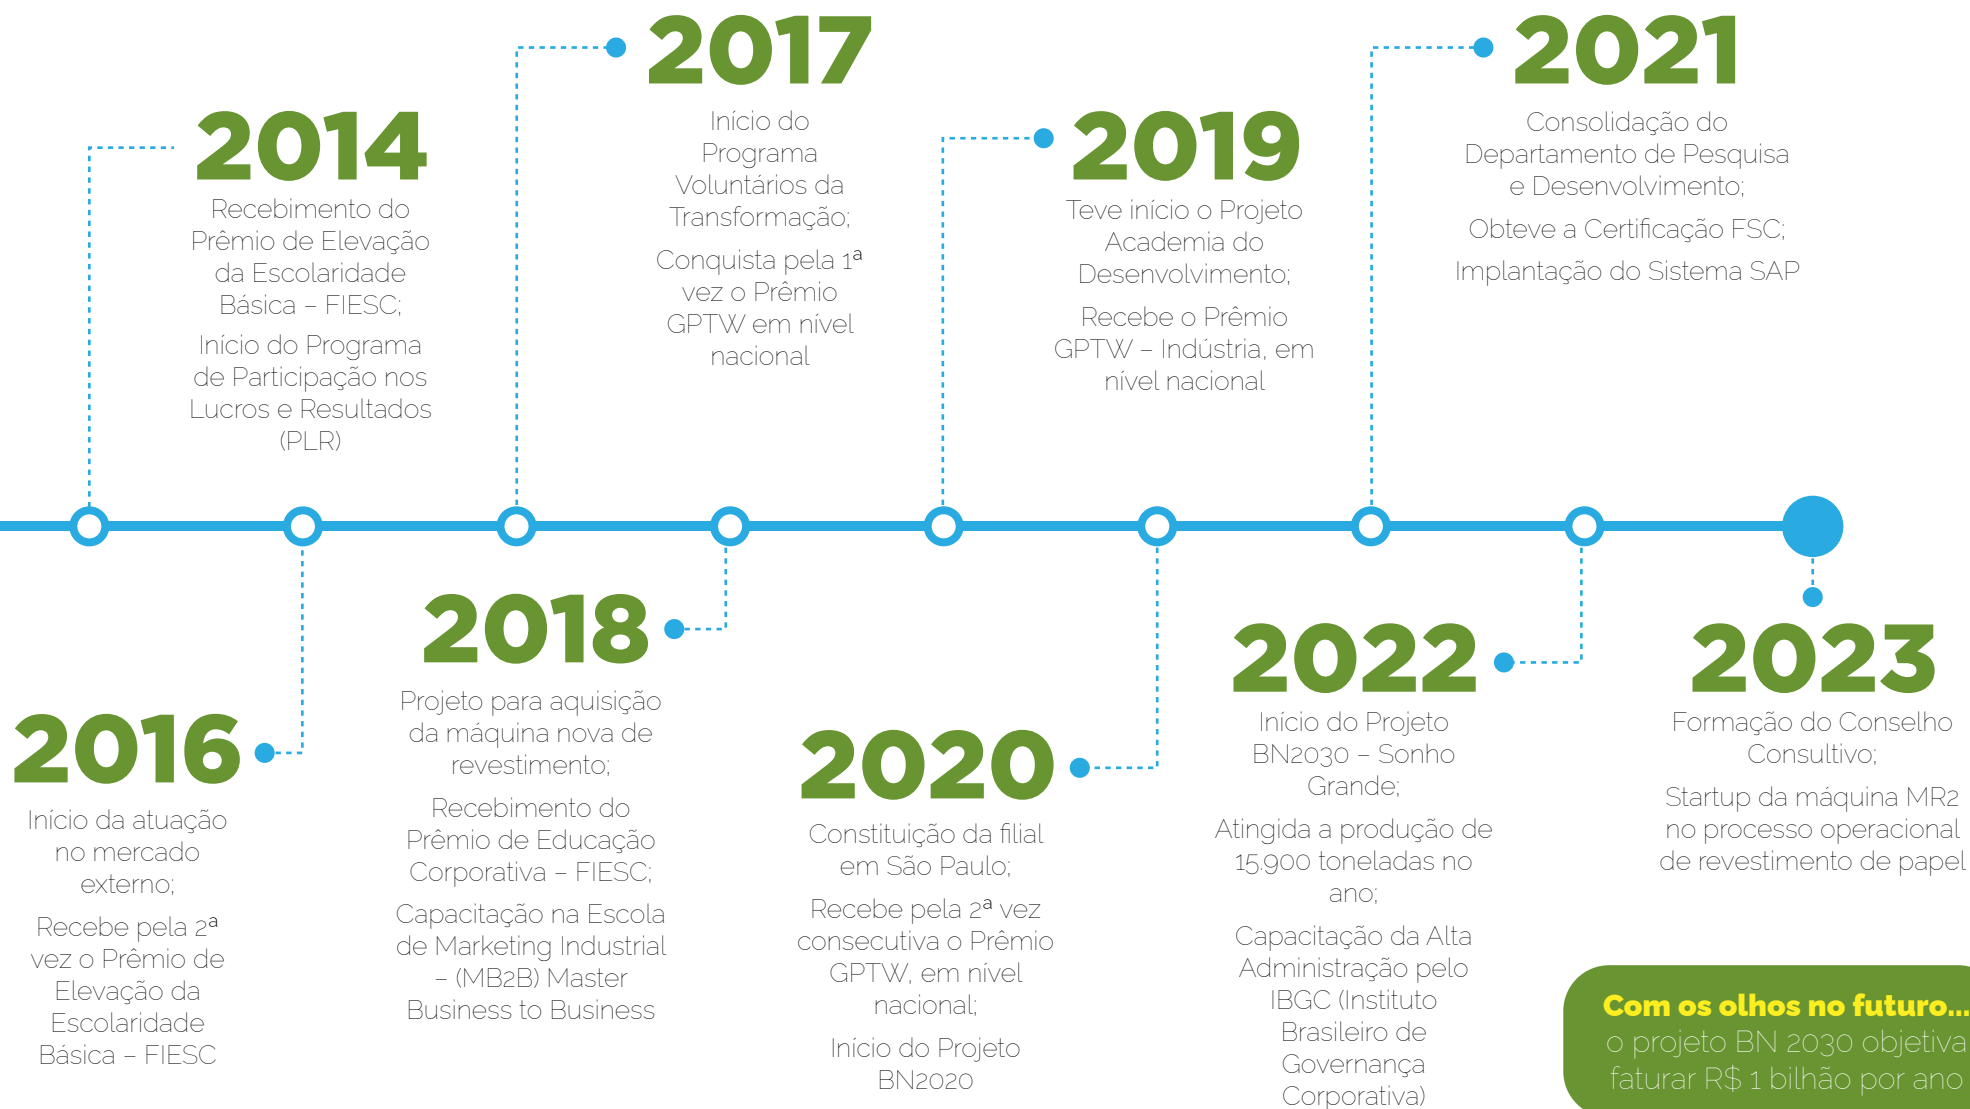 2014
Recebimento do
Prêmio de Elevação
da Escolaridade
Básica – FIESC;
Início do Programa
de Participação nos
Lucros e Resultados
(PLR)
2016
Início da atuação
no mercado
externo;
Recebe pela 2ª
vez o Prêmio de
Elevação da
Escolaridade
Básica – FIESC
2017
Início do
Programa
Voluntários da
Transformação;
Conquista pela 1ª
vez o Prêmio
GPTW em nível
nacional
2018
Projeto para aquisição
da máquina nova de
revestimento;
Recebimento do
Prêmio de Educação
Corporativa – FIESC;
Capacitação na Escola
de Marketing Industrial
– (MB2B) Master
Business to Business
2019
Teve início o Projeto
Academia do
Desenvolvimento;
Recebe o Prêmio
GPTW – Indústria, em
nível nacional
2020
Constituição da filial
em São Paulo;
Recebe pela 2ª vez
consecutiva o Prêmio
GPTW, em nível
nacional;
Início do Projeto
BN2020
2021
Consolidação do
Departamento de Pesquisa
e Desenvolvimento;
Obteve a Certificação FSC;
Implantação do Sistema SAP
2022
Início do Projeto
BN2030 – Sonho
Grande;
Atingida a produção de
15.900 toneladas no
ano;
Capacitação da Alta
Administração pelo
IBGC (Instituto
Brasileiro de
Governança
Corporativa)
2023
Formação do Conselho
Consultivo;
Startup da máquina MR2
no processo operacional
de revestimento de papel
Com os olhos no futuro...
o projeto BN 2030 objetiva
faturar R$ 1 bilhão por ano